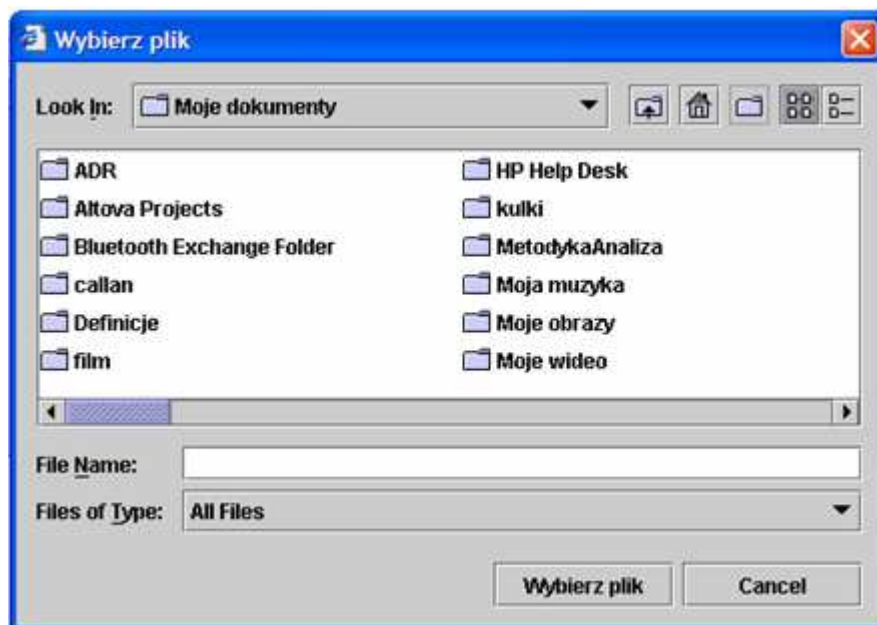 Wybierz plik
Look In: Moje dokumenty
ADR
Altova Projects
Bluetooth Exchange Folder
callan
Definicje
film
HP Help Desk
kulki
MetodykaAnaliza
Moja muzyka
Moje obrazy
Moje wideo
File Name:
Files of Type: All Files
Wybierz plik Cancel